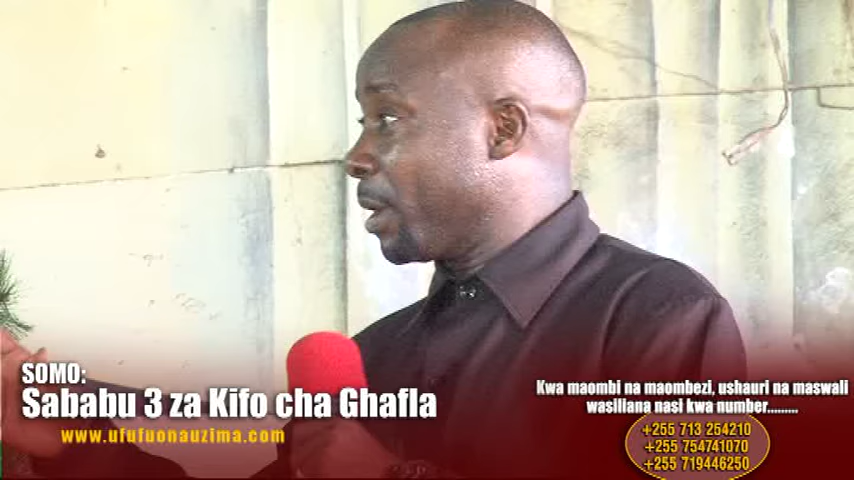 SOMO:
Sababu 3 za Kifo cha Ghafla
www.ufufuonauzima.com
Kwa maombi na maombezi, ushauri na maswali
wasiliana nasi kwa number.........
+255 713 254210
+255 754741070
+255 719446250